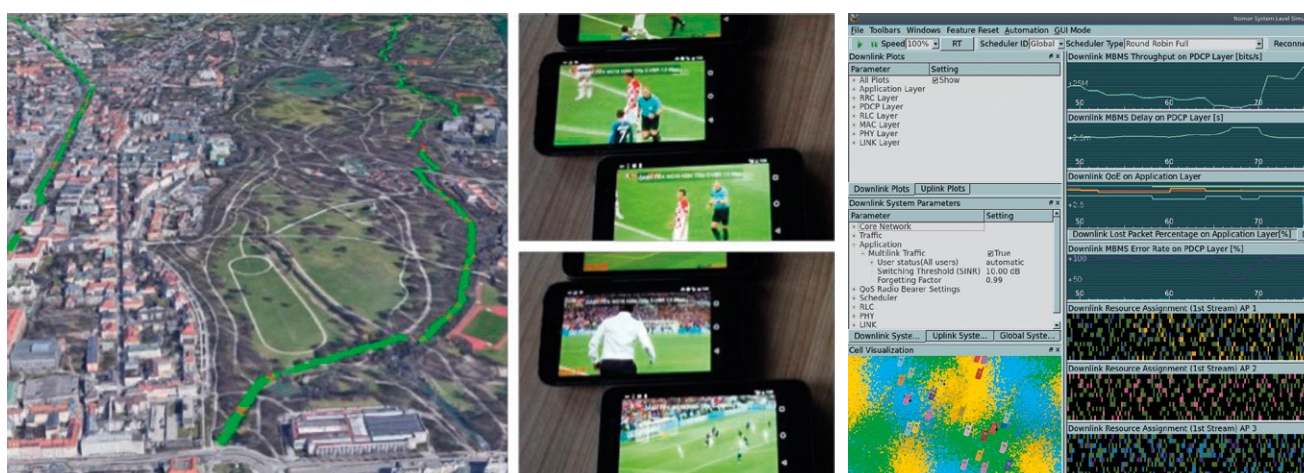 Nomor System Level Simu
File Toolbars Windows Feature Reset Automation GUI Mode
Speed 100% RT Scheduler ID Global Scheduler Type Round Robin Full Reconne
Downlink Plots
Parameter Setting
All Plots Show
Application Layer
RRC Layer
PDCP Layer
RLC Layer
MAC Layer
PHY Layer
LINK Layer
Downlink Plots Uplink Plots
Downlink System Parameters
Parameter Setting
Core Network
Traffic
Application
Multilink Traffic True
User status(All users) automatic
Switching Threshold (SINR) 10.00 dB
Forgetting Factor 0.99
QoS Radio Bearer Settings
Scheduler
RLC
PHY
LINK
Downlink Syste... Uplink Syste... Global Syste...
Cell Visualization
Downlink MBMS Throughput on PDCP Layer [bits/s]
+25M
50 60 70
Downlink MBMS Delay on PDCP Layer [s]
+2.5m
50 60 70
Downlink QoE on Application Layer
+2.5
50 60 70
Downlink Lost Packet Percentage on Application Layer[%]
Downlink MBMS Error Rate on PDCP Layer [%]
+100
+50
50 60 70
Downlink Resource Assignment (1st Stream) AP 1
Downlink Resource Assignment (1st Stream) AP 2
Downlink Resource Assignment (1st Stream) AP 3